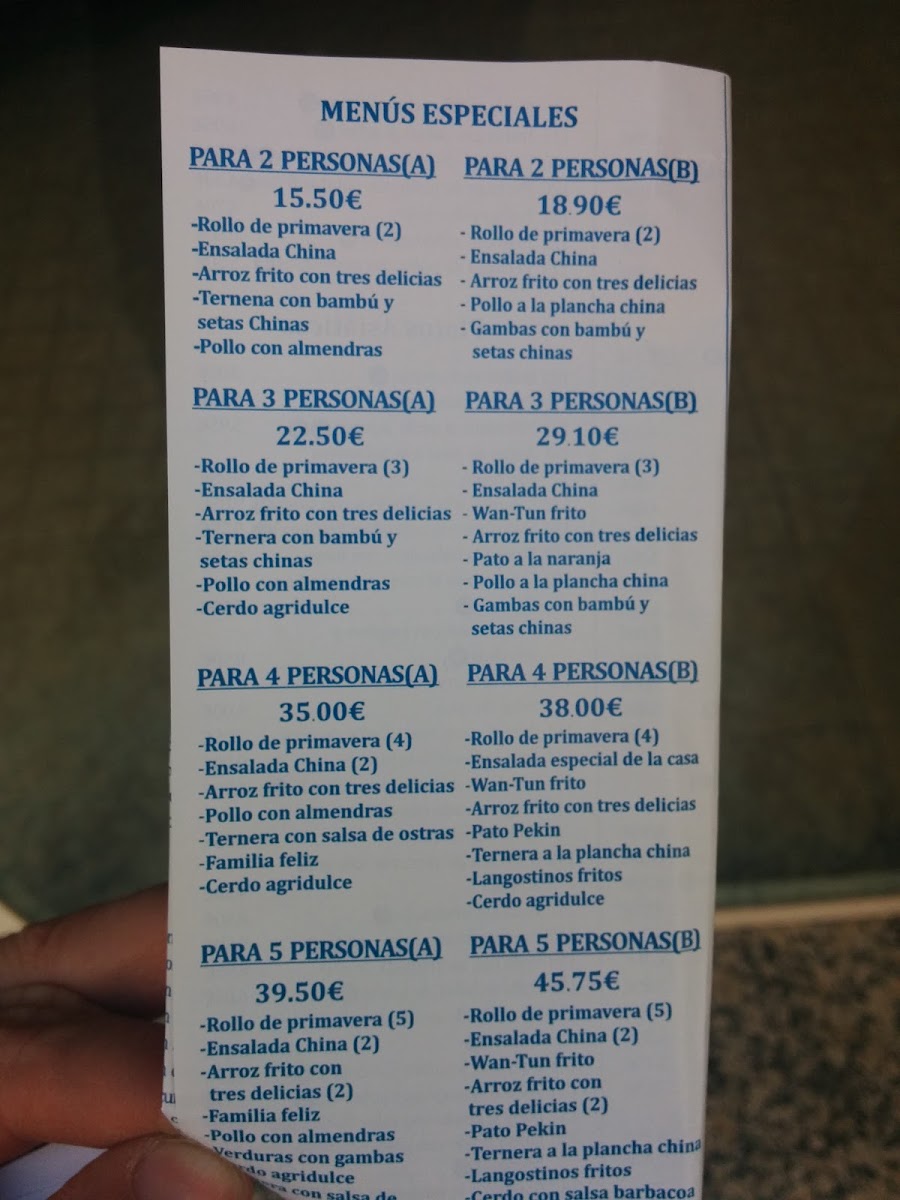 MENÚS ESPECIALES
PARA 2 PERSONAS(A)
15.50€
-Rollo de primavera (2)
-Ensalada China
-Arroz frito con tres delicias
-Ternena con bambú y
setas Chinas
-Pollo con almendras
PARA 2 PERSONAS(B)
18.90€
- Rollo de primavera (2)
- Ensalada China
- Arroz frito con tres delicias
- Pollo a la plancha china
- Gambas con bambú y
setas chinas
PARA 3 PERSONAS(A)
22.50€
-Rollo de primavera (3)
-Ensalada China
-Arroz frito con tres delicias
-Ternera con bambú y
setas chinas
-Pollo con almendras
-Cerdo agridulce
PARA 3 PERSONAS(B)
29.10€
- Rollo de primavera (3)
- Ensalada China
- Wan-Tun frito
- Arroz frito con tres delicias
- Pato a la naranja
- Pollo a la plancha china
- Gambas con bambú y
setas chinas
PARA 4 PERSONAS(A)
35.00€
-Rollo de primavera (4)
-Ensalada China (2)
-Arroz frito con tres delicias
-Pollo con almendras
-Ternera con salsa de ostras
-Familia feliz
-Cerdo agridulce
PARA 4 PERSONAS(B)
38.00€
-Rollo de primavera (4)
-Ensalada especial de la casa
-Wan-Tun frito
-Arroz frito con tres delicias
-Pato Pekin
-Ternera a la plancha china
-Langostinos fritos
-Cerdo agridulce
PARA 5 PERSONAS(A)
39.50€
-Rollo de primavera (5)
-Ensalada China (2)
-Arroz frito con
tres delicias (2)
-Familia feliz
-Pollo con almendras
Verduras con gambas
agridulce
con salsa de
PARA 5 PERSONAS(B)
45.75€
-Rollo de primavera (5)
-Ensalada China (2)
-Wan-Tun frito
-Arroz frito con
tres delicias (2)
-Pato Pekin
-Ternera a la plancha china
-Langostinos fritos
-Cerdo con salsa barbacoa